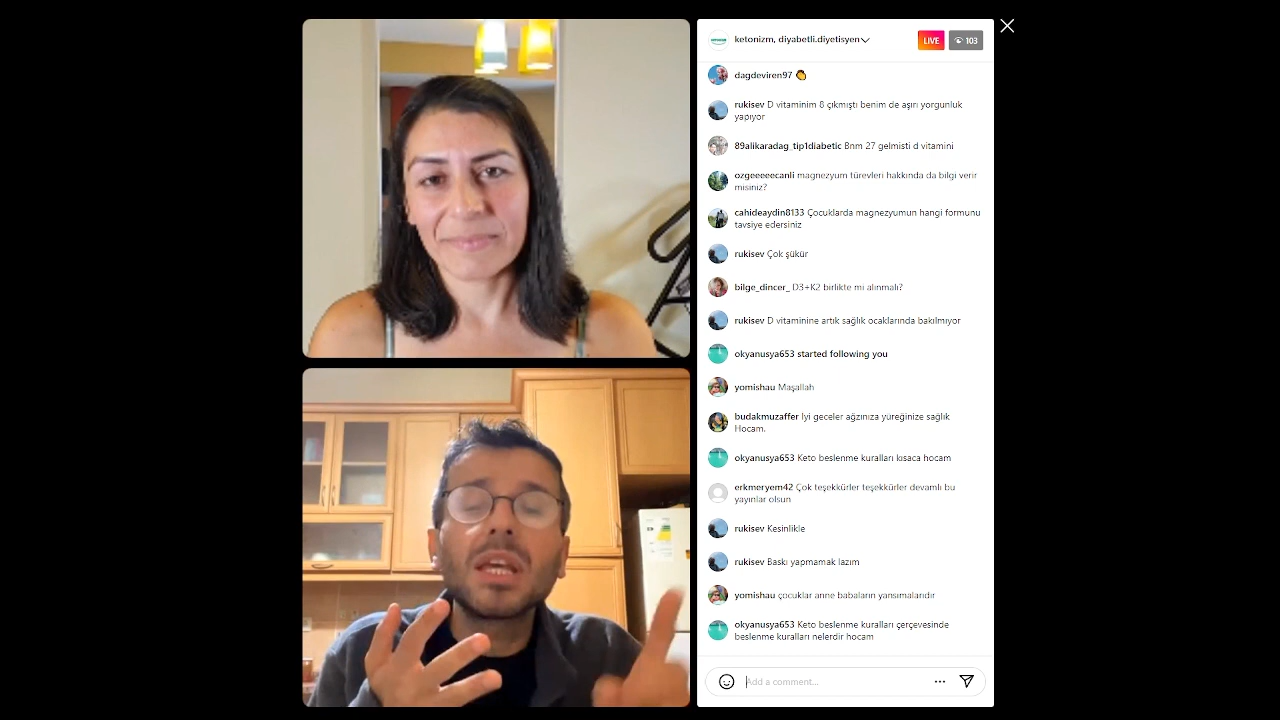 ketonizm, diyabetli.diyetisyen
LIVE
103
dagdeviren97 👏
rukisev D vitaminim 8 çıkmıştı benim de aşırı yorgunluk
yapıyor
89alikaradag_tip1diabetic Bnm 27 gelmisti d vitamini
ozgeeeeecanli magnezyum türevleri hakkında da bilgi verir
misiniz?
cahideaydin8133 Çocuklarda magnezyumun hangi formunu
tavsiye edersiniz
rukisev Çok şükür
bilge_dincer_ D3+K2 birlikte mi alınmalı?
rukisev D vitaminine artık sağlık ocaklarında bakılmıyor
okyanusya653 started following you
yomishau Maşallah
budakmuzaffer Iyi geceler ağzınıza yüreğinize sağlık
Hocam.
okyanusya653 Keto beslenme kuralları kısaca hocam
erkmeryem42 Çok teşekkürler teşekkürler devamlı bu
yayınlar olsun
rukisev Kesinlikle
rukisev Baskı yapmamak lazım
yomishau çocuklar anne babaların yansımalarıdır
okyanusya653 Keto beslenme kuralları çerçevesinde
beslenme kuralları nelerdir hocam
Add a comment...